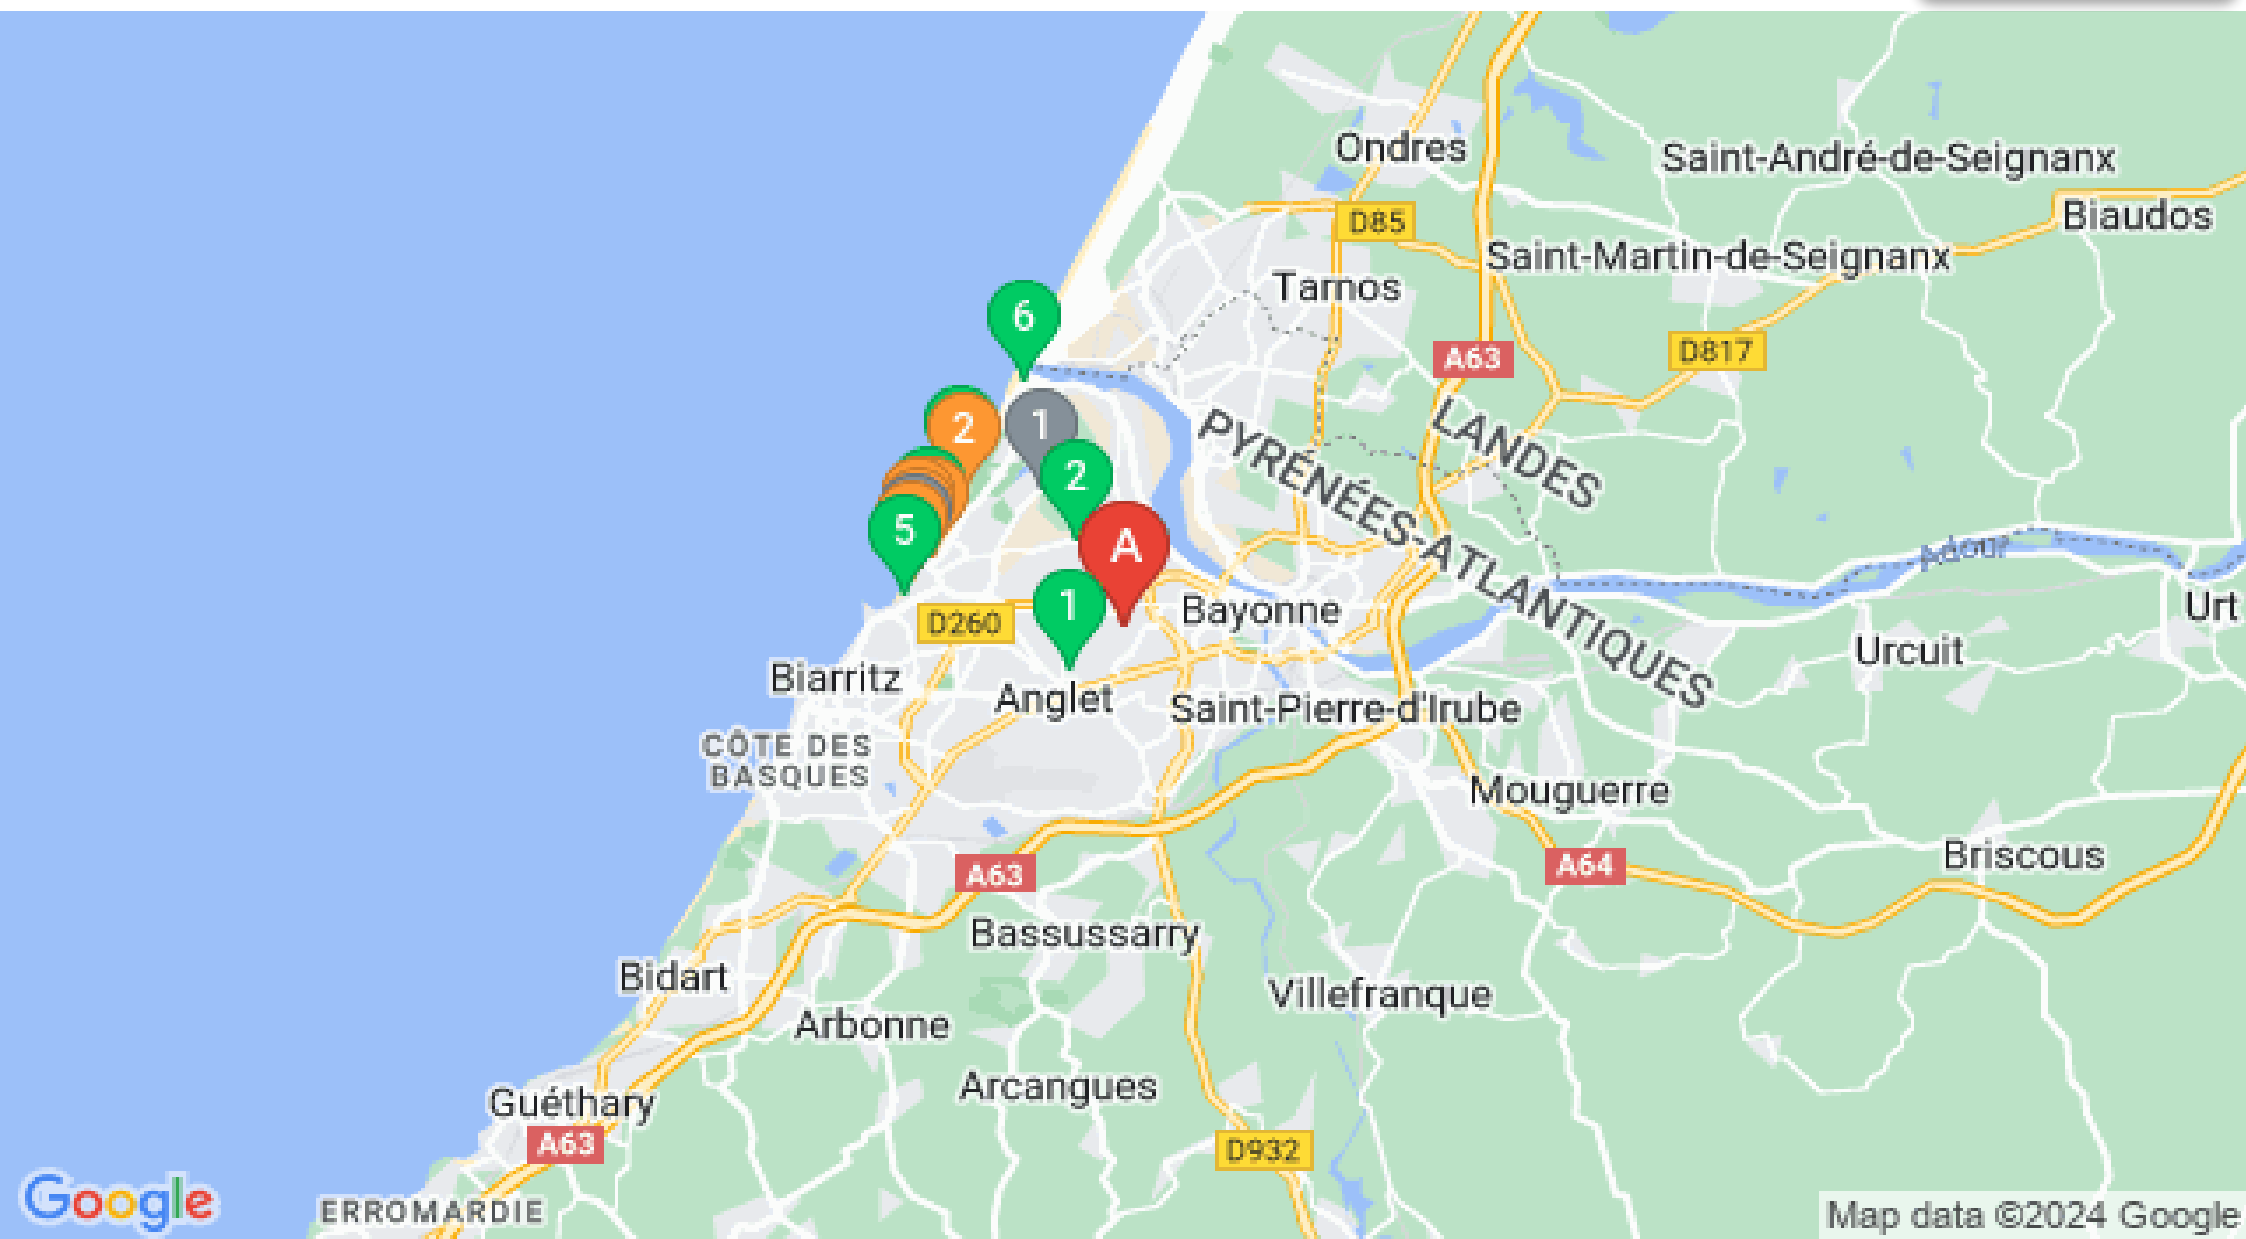 Ondres
Saint-André-de-Seignanx
D85
Biaudos
Saint-Martin-de-Seignanx
Tarnos
6
A63
D817
2
1
LANDES
PYRÉNÉES-ATLANTIQUES
2
5
A
Adour
1
Bayonne
Urt
D260
Urcuit
Biarritz
Anglet
Saint-Pierre-d'Irube
CÔTE DES
BASQUES
Mouguerre
A63
A64
Briscous
Bassussarry
Bidart
Villefranque
Arbonne
Arcangues
Guéthary
A63
D932
Google
ERROMARDIE
Map data ©2024 Google